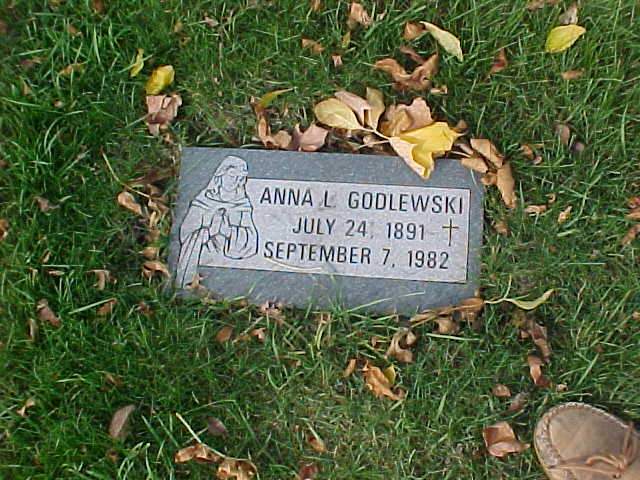 ANNA L. GODLEWSKI
JULY 24, 1891
SEPTEMBER 7, 1982